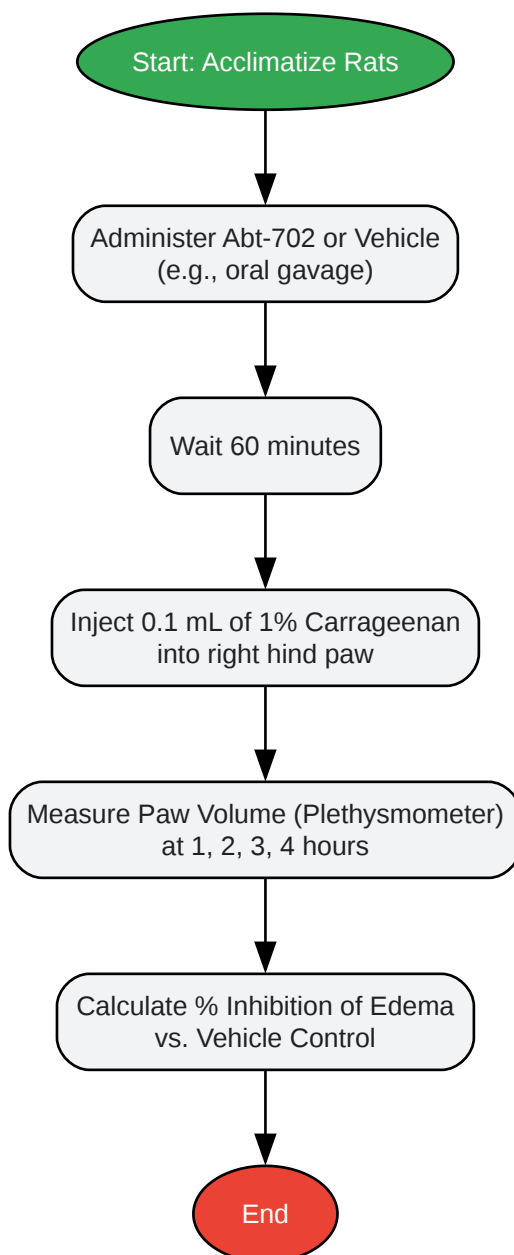 Start: Acclimatize Rats
Administer Abt-702 or Vehicle
(e.g., oral gavage)
Wait 60 minutes
Inject 0.1 mL of 1% Carrageenan
into right hind paw
Measure Paw Volume (Plethysmometer)
at 1, 2, 3, 4 hours
Calculate % Inhibition of Edema
vs. Vehicle Control
End